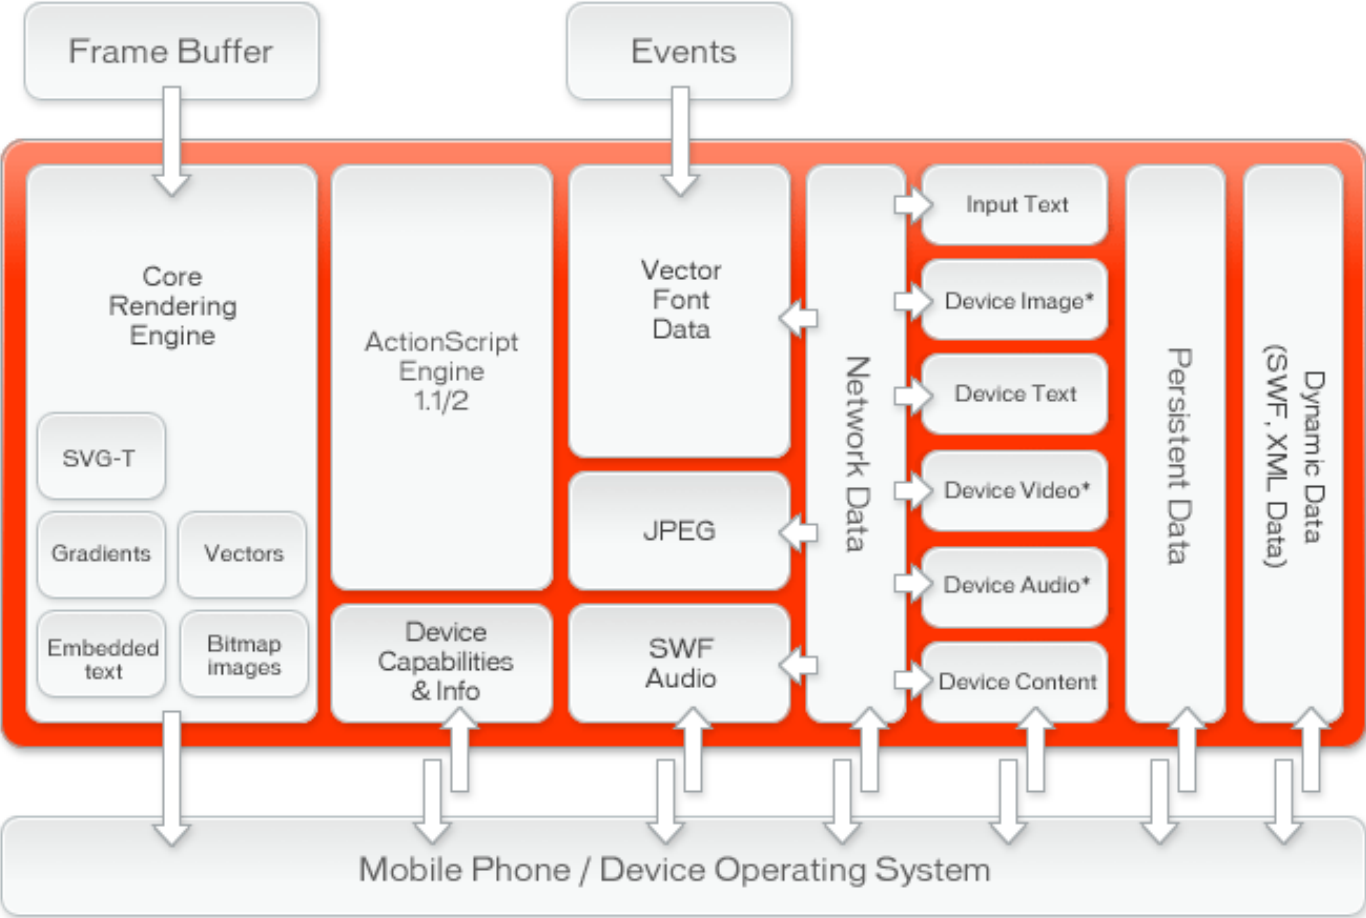 Frame Buffer
Events
Core
Rendering
Engine
SVG-T
Gradients
Vectors
Embedded
text
Bitmap
images
ActionScript
Engine
1.1/2
Device
Capabilities
& Info
Vector
Font
Data
JPEG
SWF
Audio
Network Data
Input Text
Device Image*
Device Text
Device Video*
Device Audio*
Device Content
Persistent Data
Dynamic Data
(SWF, XML Data)
Mobile Phone / Device Operating System